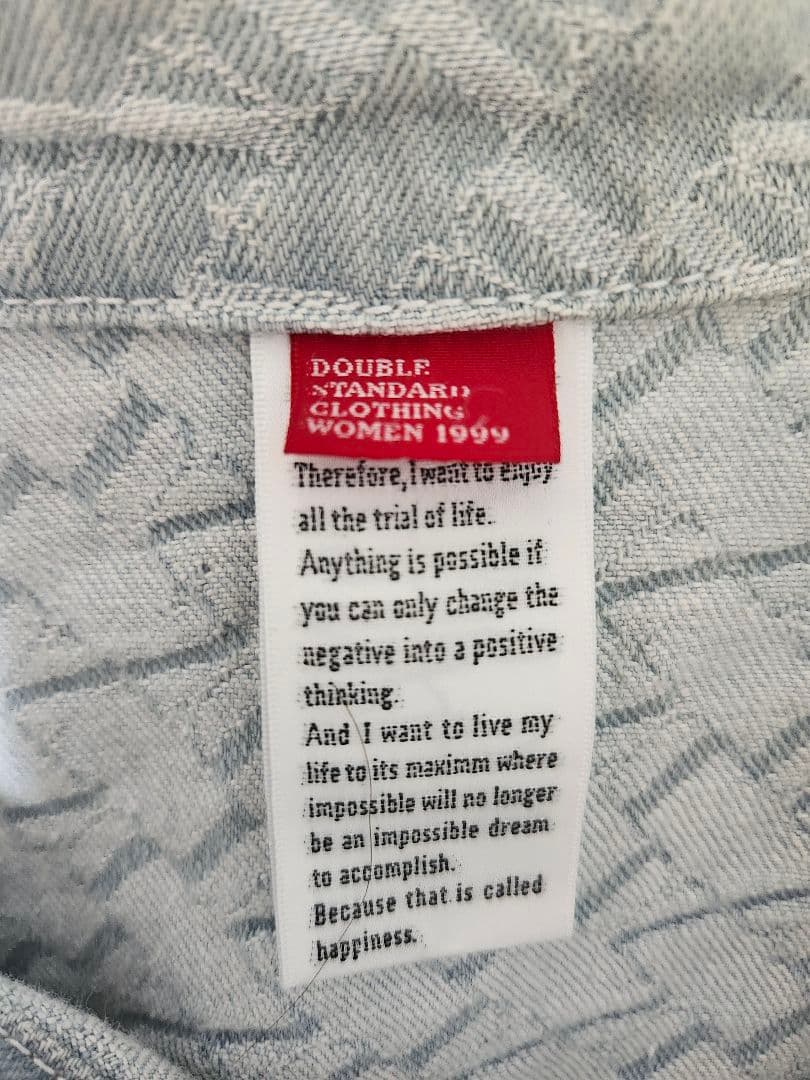 DOUBLE
STANDARD
CLOTHING
WOMEN 1999
Therefore, I want to enjoy
all the trial of life.
Anything is possible if
you can only change the
negative into a positive
thinking.
And I want to live my
life to its maximm where
impossible will no longer
be an impossible dream
to accomplish.
Because that is called
happiness.